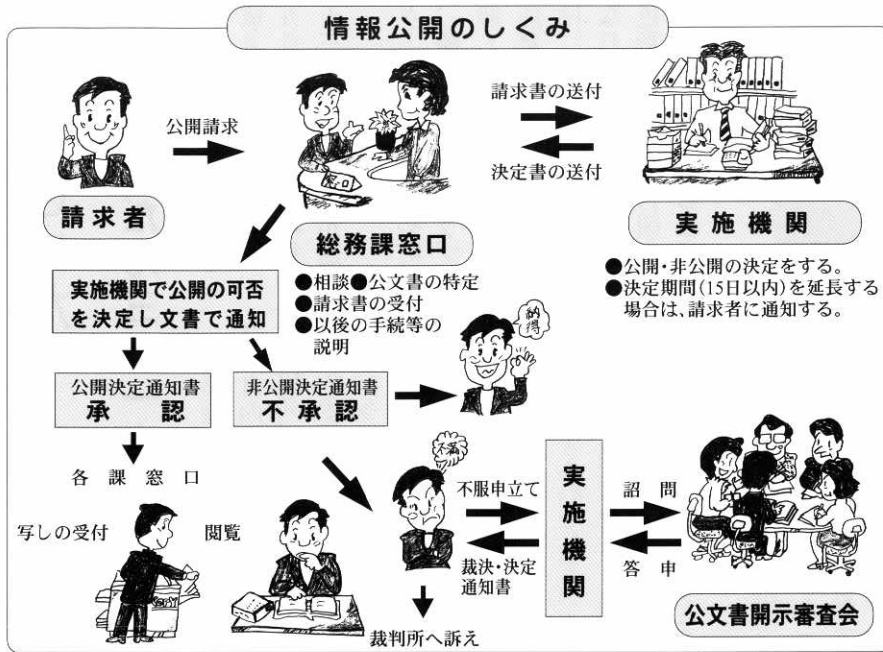 情報公開のしくみ
公開請求
請求書の送付
決定書の送付
請求者
総務課窓口
●相談●公文書の特定
●請求書の受付
●以後の手続等の
説明
実施機関
●公開・非公開の決定をする。
●決定期間(15日以内)を延長する
場合は、請求者に通知する。
実施機関で公開の可否
を決定し文書で通知
納得
公開決定通知書
承認
非公開決定通知書
不承認
各課窓口
写しの受付
閲覧
不満
不服申立て
裁決・決定
通知書
実施機関
諮問
答申
公文書開示審査会
裁判所へ訴え